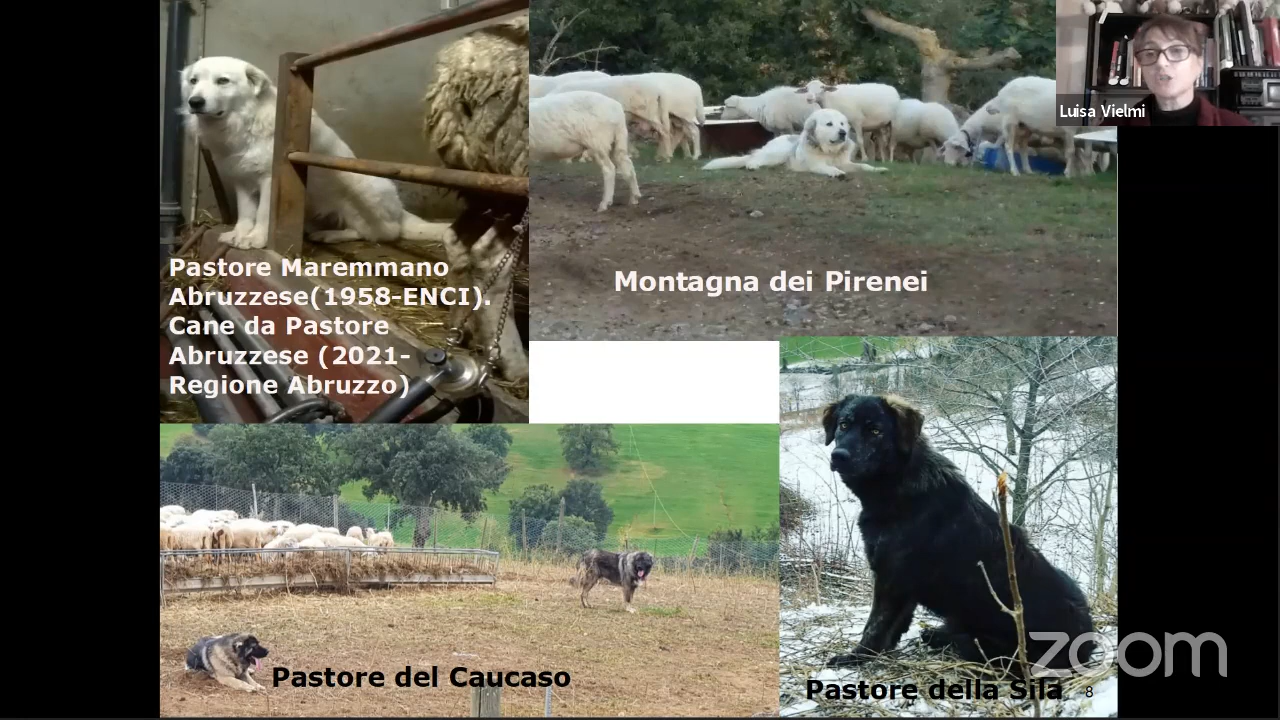 Luisa Vielmi
Pastore Maremmano
Abruzzese(1958-ENCI).
Cane da Pastore
Abruzzese (2021-
Regione Abruzzo)
Montagna dei Pirenei
Pastore del Caucaso
Pastore della Sila
8
zoom